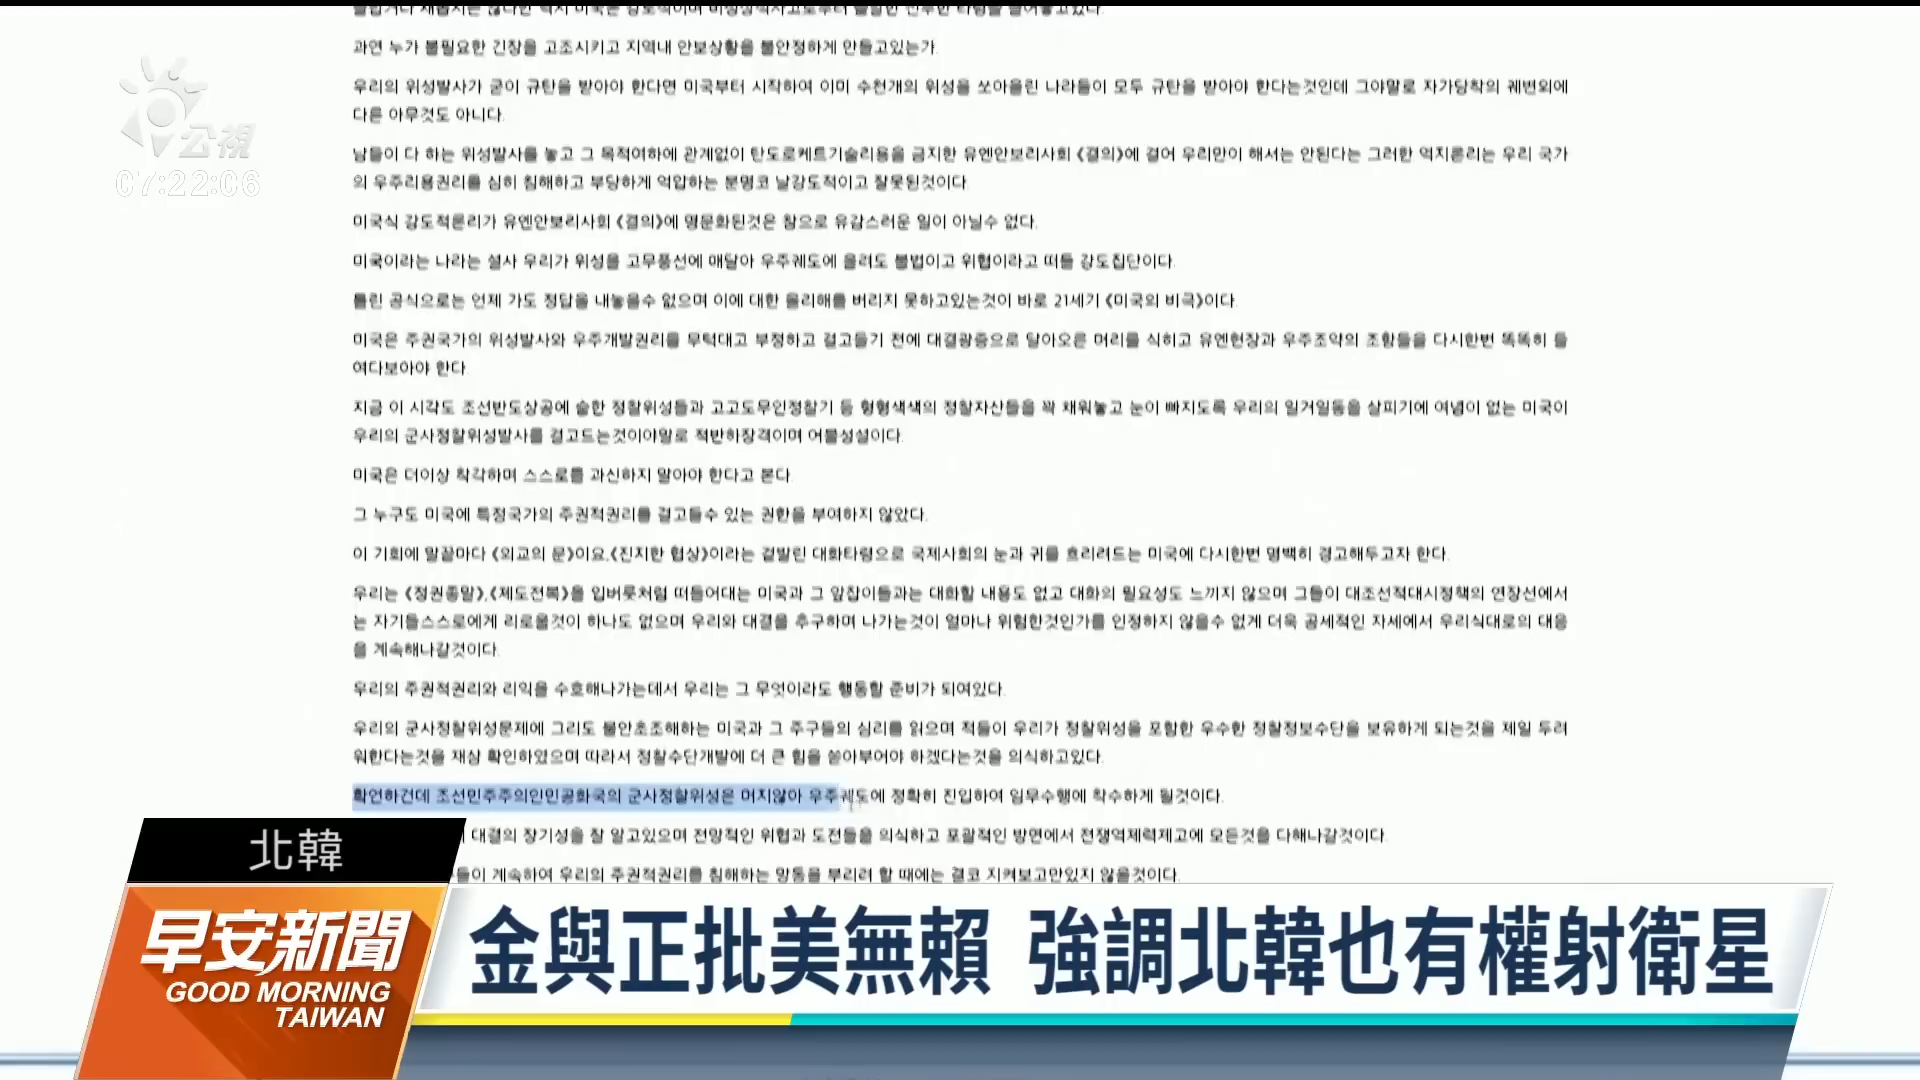 과연 누가 불필요한 긴장을 고조시키고 지역내 안보상황을 불안정하게 만들고있는가.
우리의 위성발사가 굳이 규탄을 받아야 한다면 미국부터 시작하여 이미 수천개의 위성을 쏘아올린 나라들이 모두 규탄을 받아야 한다는것인데 그야말로 자가당착의 궤변외에
다른 아무것도 아니다.
남들이 다 하는 위성발사를 놓고 그 목적여하에 관계없이 탄도로케트기술리용을 금지한 유엔안보리사회 《결의》에 걸어 우리만이 해서는 안된다는 그러한 억지론리는 우리 국가
의 우주리용권리를 심히 침해하고 부당하게 억압하는 분명코 날강도적이고 잘못된것이다.
미국식 강도적론리가 유엔안보리사회 《결의》에 명문화된것은 참으로 유감스러운 일이 아닐수 없다.
미국이라는 나라는 설사 우리가 위성을 고무풍선에 매달아 우주궤도에 올려도 불법이고 위협이라고 떠들 강도집단이다.
틀린 공식으로는 언제 가도 정답을 내놓을수 없으며 이에 대한 몰리해를 버리지 못하고있는것이 바로 21세기 《미국의 비극》이다.
미국은 주권국가의 위성발사와 우주개발권리를 무턱대고 부정하고 걸고들기 전에 대결광증으로 달아오른 머리를 식히고 유엔헌장과 우주조약의 조항들을 다시한번 똑똑히 들
여다보아야 한다.
지금 이 시각도 조선반도상공에 숱한 정찰위성들과 고고도무인정찰기 등 형형색색의 정찰자산들을 꽉 채워놓고 눈이 빠지도록 우리의 일거일동을 살피기에 여념이 없는 미국이
우리의 군사정찰위성발사를 걸고드는것이야말로 적반하장격이며 어불성설이다.
미국은 더이상 착각하며 스스로를 과신하지 말아야 한다고 본다.
그 누구도 미국에 특정국가의 주권적권리를 걸고들수 있는 권한을 부여하지 않았다.
이 기회에 말끝마다 《외교의 문》이요,《진지한 협상》이라는 겉발린 대화타령으로 국제사회의 눈과 귀를 흐리려드는 미국에 다시한번 명백히 경고해두고자 한다.
우리는 《정권종말》,《제도전복》을 입버릇처럼 떠들어대는 미국과 그 앞잡이들과는 대화할 내용도 없고 대화의 필요성도 느끼지 않으며 그들이 대조선적대시정책의 연장선에서
는 자기들스스로에게 리로울것이 하나도 없으며 우리와 대결을 추구하며 나가는것이 얼마나 위험한것인가를 인정하지 않을수 없게 더욱 공세적인 자세에서 우리식대로의 대응
을 계속해나갈것이다.
우리의 주권적권리와 리익을 수호해나가는데서 우리는 그 무엇이라도 행동할 준비가 되여있다.
우리의 군사정찰위성문제에 그리도 불안초조해하는 미국과 그 주구들의 심리를 읽으며 적들이 우리가 정찰위성을 포함한 우수한 정찰정보수단을 보유하게 되는것을 제일 두려
워한다는것을 재삼 확인하였으며 따라서 정찰수단개발에 더 큰 힘을 쏟아부어야 하겠다는것을 의식하고있다.
확언하건데 조선민주주의인민공화국의 군사정찰위성은 머지않아 우주궤도에 정확히 진입하여 임무수행에 착수하게 될것이다.
대결의 장기성을 잘 알고있으며 전망적인 위협과 도전들을 의식하고 포괄적인 방면에서 전쟁억제력제고에 모든것을 다해나갈것이다.
들이 계속하여 우리의 주권적권리를 침해하는 망동을 부리려 할 때에는 결코 지켜보고만있지 않을것이다.
公視
07:22:06
北韓
早安新聞
GOOD MORNING
TAIWAN
金與正批美無賴 強調北韓也有權射衛星